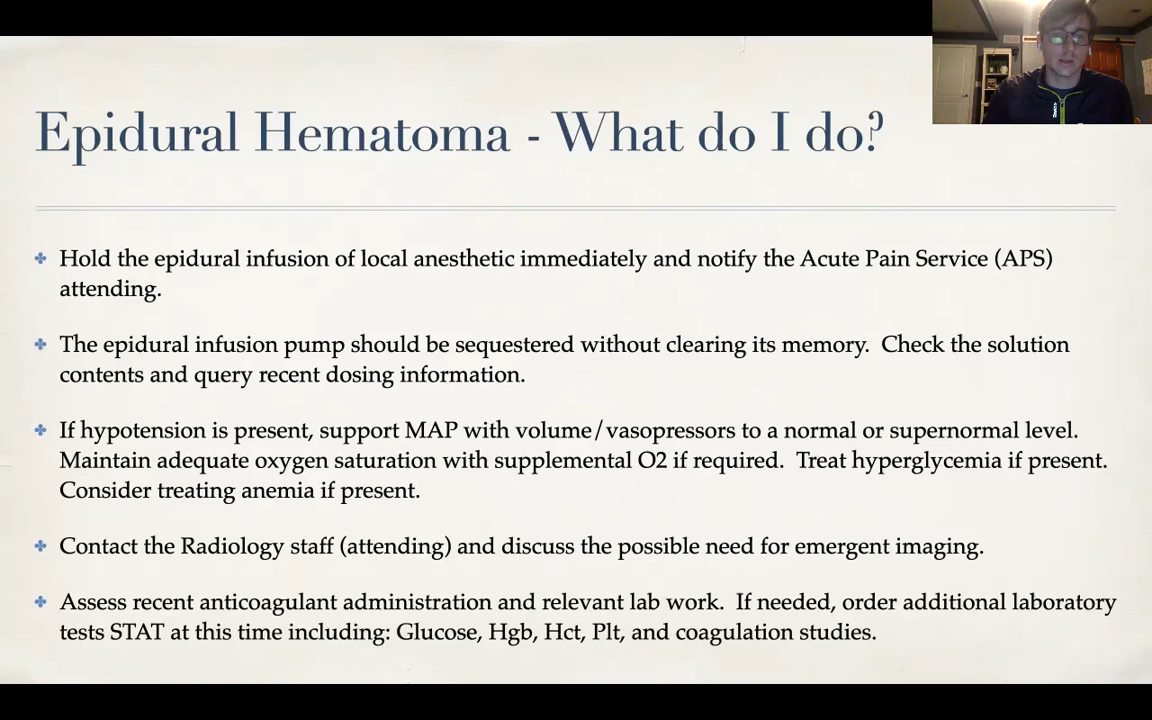 Epidural Hematoma - What do I do?
Hold the epidural infusion of local anesthetic immediately and notify the Acute Pain Service (APS)
attending.
The epidural infusion pump should be sequestered without clearing its memory.  Check the solution
contents and query recent dosing information.
If hypotension is present, support MAP with volume/vasopressors to a normal or supernormal level.
Maintain adequate oxygen saturation with supplemental O2 if required.  Treat hyperglycemia if present.
Consider treating anemia if present.
Contact the Radiology staff (attending) and discuss the possible need for emergent imaging.
Assess recent anticoagulant administration and relevant lab work.  If needed, order additional laboratory
tests STAT at this time including: Glucose, Hgb, Hct, Plt, and coagulation studies.